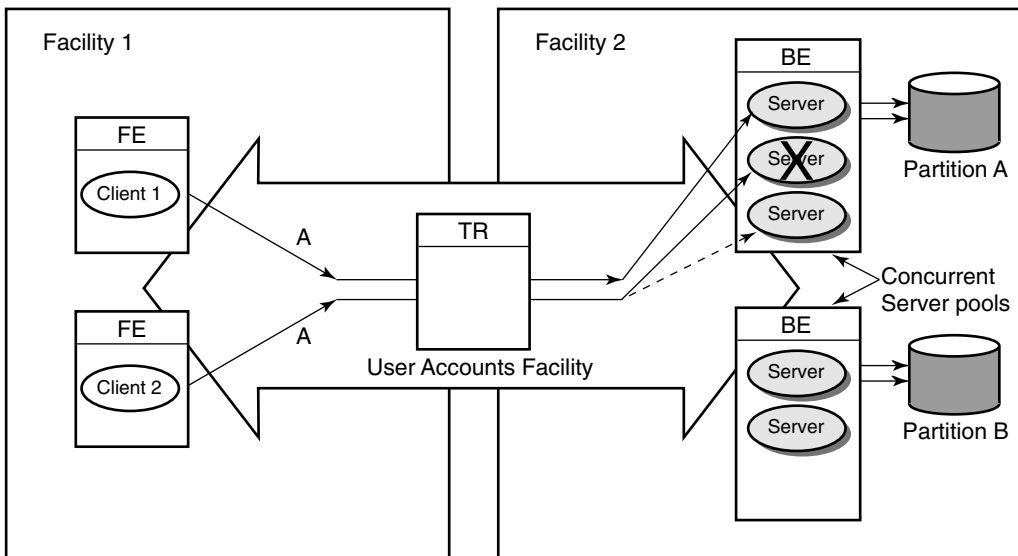 Facility 1
Facility 2
FE
Client 1
A
FE
Client 2
A
TR
User Accounts Facility
BE
Server
Server
Server
Partition A
Concurrent
Server pools
BE
Server
Server
Partition B